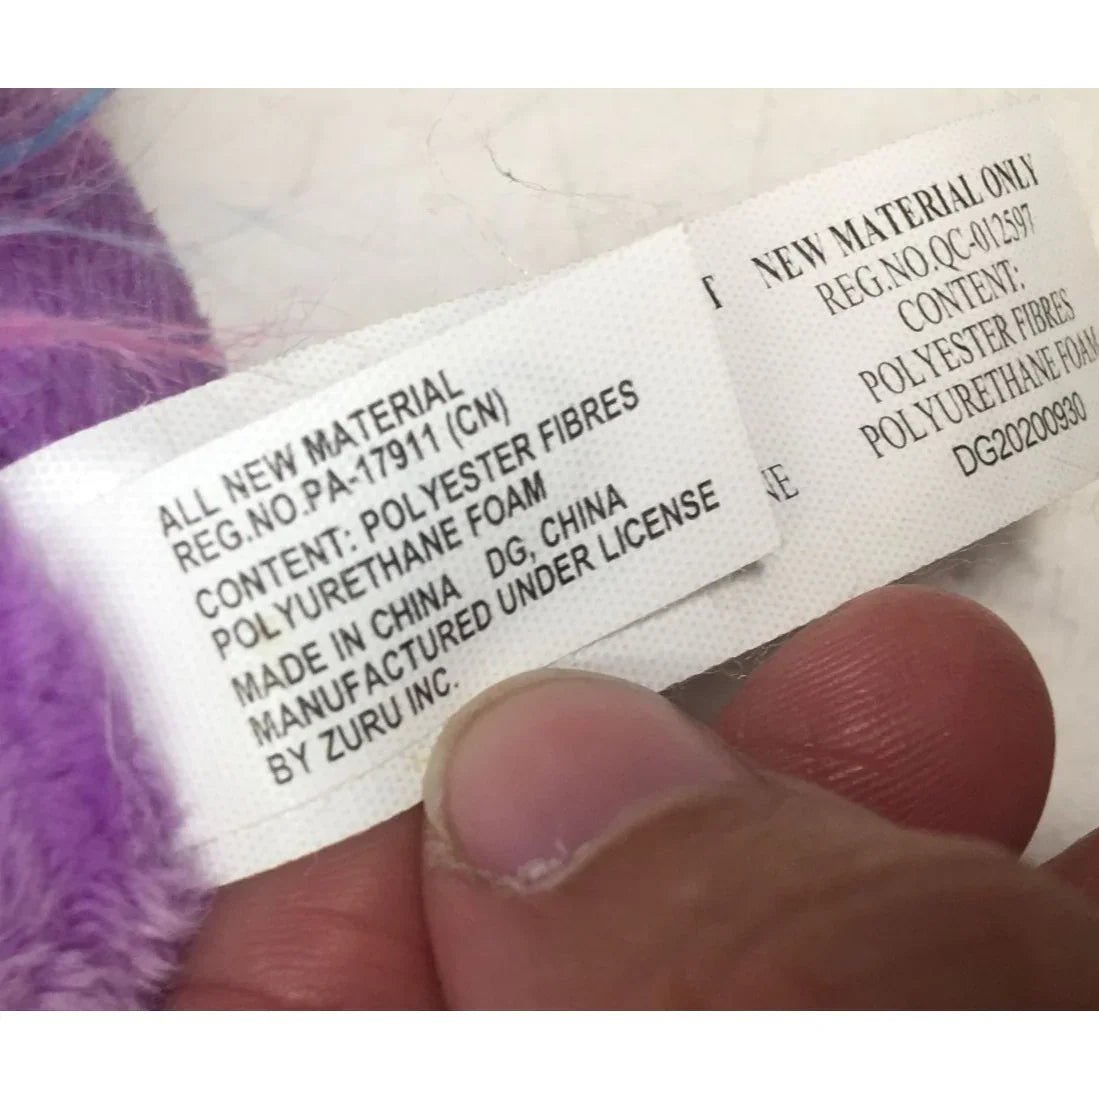 ALL NEW MATERIAL
REG.NO.PA-17911 (CN)
CONTENT: POLYESTER FIBRES
POLYURETHANE FOAM
MADE IN CHINA DG, CHINA
MANUFACTURED UNDER LICENSE
BY ZURU INC.
NEW MATERIAL ONLY
REG.NO.QC-012597
CONTENT:
POLYESTER FIBRES
POLYURETHANE FOAM
DG20200930